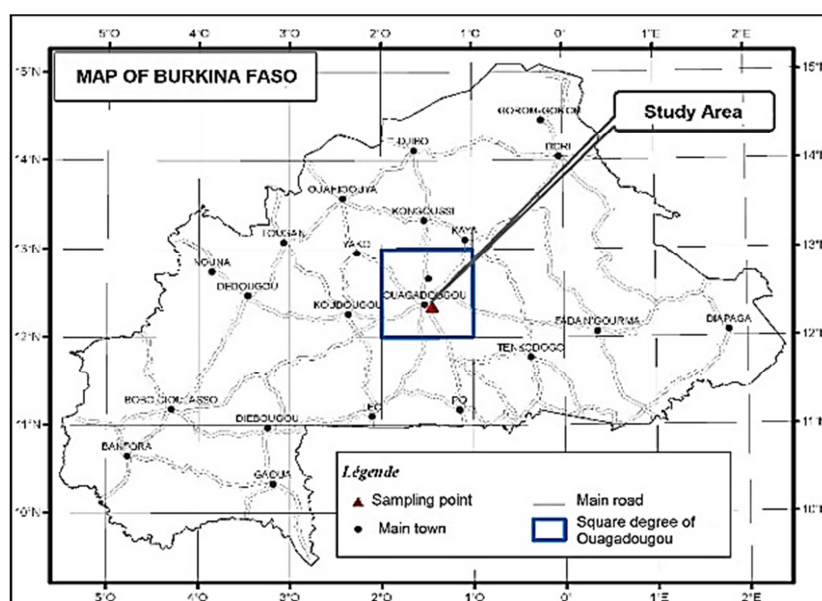 5°O 4°O 3°O 2°O 1°O 0° 1°E 2°E
15°N 15°N
MAP OF BURKINA FASO
Study Area
DJIBO
DORI
14°N 14°N
OUAHIGOUYA
KONGOUSSI
KAYA
TOUGAN
13°N 13°N
YAKO
NOUNA
DEDOUGOU
OUAGADOUGOU
KOUDOUGOU
FADA N'GOURMA
DIAPAGA
12°N 12°N
TENKODOGO
BOBO DIOULASSO
LEO
PO
11°N 11°N
DIEBOUGOU
BANFORA
GAOUA
10°N 10°N
Légende
Sampling point
Main road
Main town
Square degree of
Ouagadougou
5°O 4°O 3°O 2°O 1°O 0° 1°E 2°E